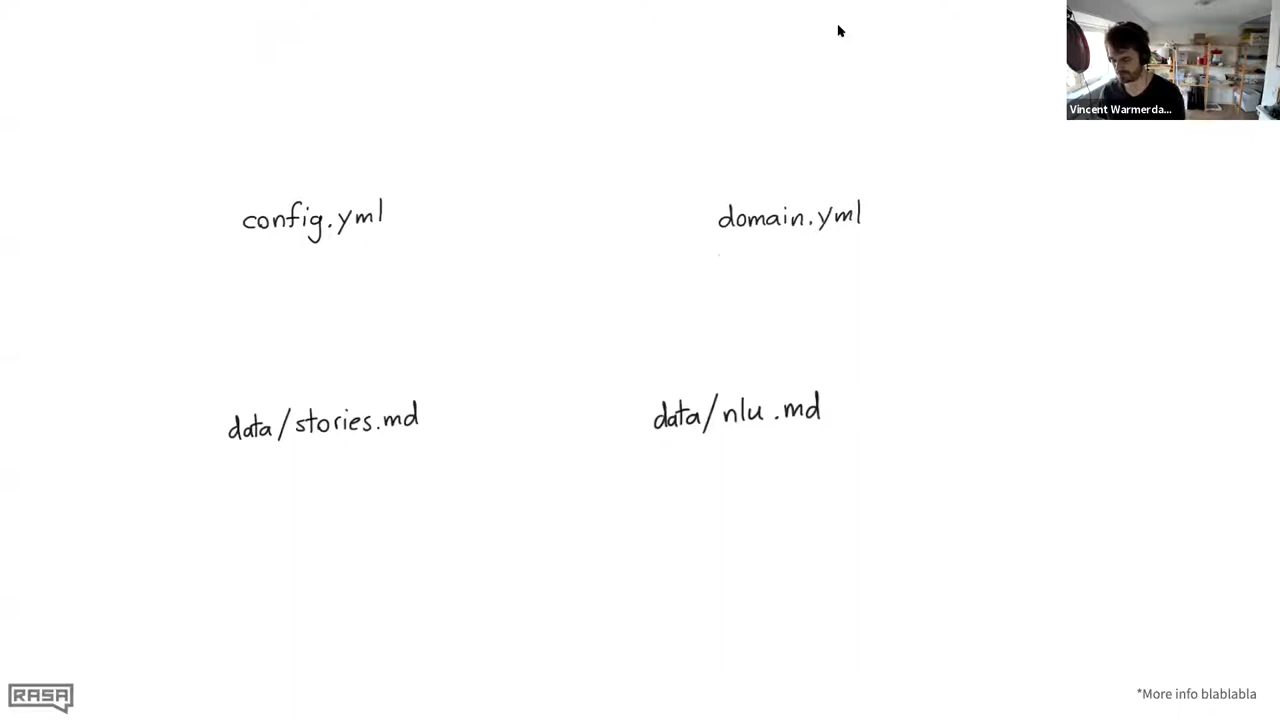 Vincent Warmerda...
config.yml
domain.yml
data/stories.md
data/nlu.md
RASA
*More info blablabla